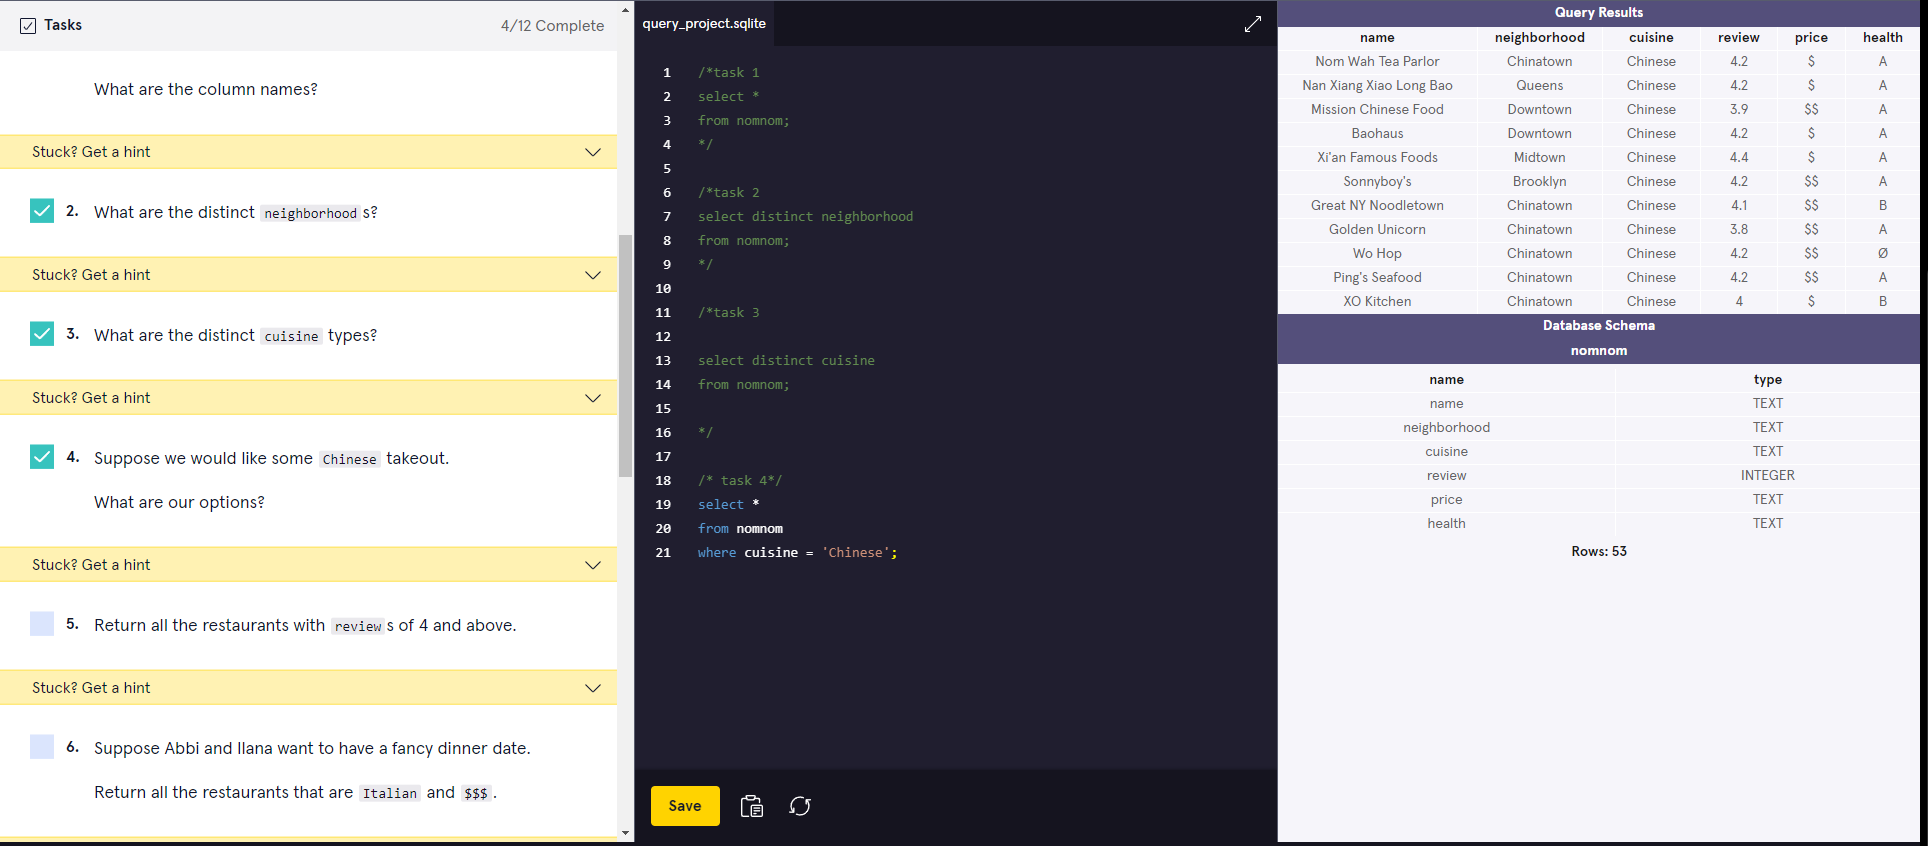 Tasks
4/12 Complete
What are the column names?
Stuck? Get a hint
2. What are the distinct neighborhood s?
Stuck? Get a hint
3. What are the distinct cuisine types?
Stuck? Get a hint
4. Suppose we would like some Chinese takeout.
What are our options?
Stuck? Get a hint
5. Return all the restaurants with review s of 4 and above.
Stuck? Get a hint
6. Suppose Abbi and Ilana want to have a fancy dinner date.
Return all the restaurants that are Italian and $$$ .
query_project.sqlite
1 /*task 1
2 select *
3 from nomnom;
4 */
5
6 /*task 2
7 select distinct neighborhood
8 from nomnom;
9 */
10
11 /*task 3
12
13 select distinct cuisine
14 from nomnom;
15
16 */
17
18 /* task 4*/
19 select *
20 from nomnom
21 where cuisine = 'Chinese';
Save
Query Results
name neighborhood cuisine review price health
Nom Wah Tea Parlor Chinatown Chinese 4.2 $ A
Nan Xiang Xiao Long Bao Queens Chinese 4.2 $ A
Mission Chinese Food Downtown Chinese 3.9 $$ A
Baohaus Downtown Chinese 4.2 $ A
Xi'an Famous Foods Midtown Chinese 4.4 $ A
Sonnyboy's Brooklyn Chinese 4.2 $$ A
Great NY Noodletown Chinatown Chinese 4.1 $$ B
Golden Unicorn Chinatown Chinese 3.8 $$ A
Wo Hop Chinatown Chinese 4.2 $$ Ø
Ping's Seafood Chinatown Chinese 4.2 $$ A
XO Kitchen Chinatown Chinese 4 $ B
Database Schema
nomnom
name type
name TEXT
neighborhood TEXT
cuisine TEXT
review INTEGER
price TEXT
health TEXT
Rows: 53